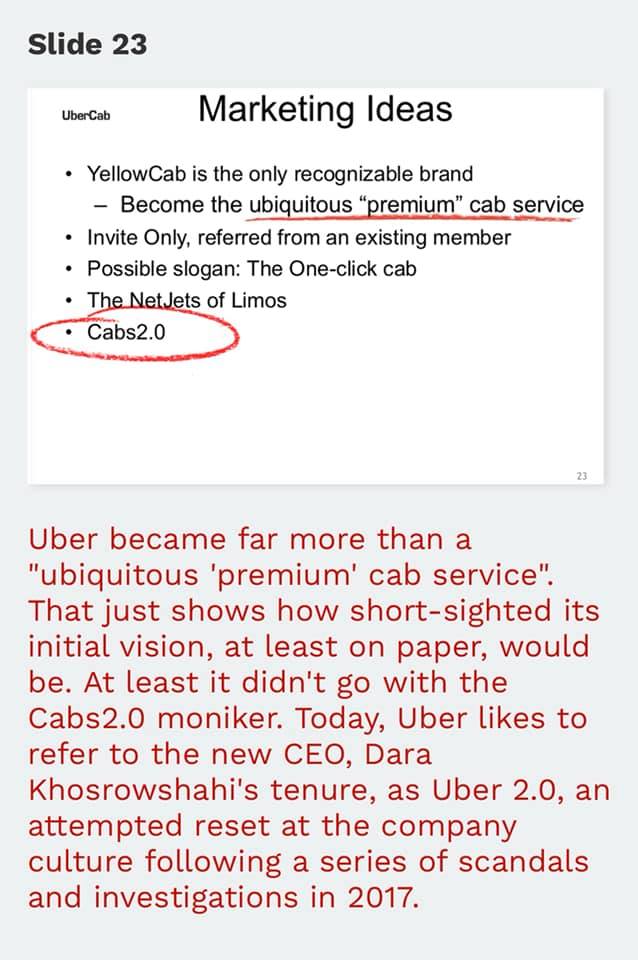 Slide 23
UberCab
Marketing Ideas
• YellowCab is the only recognizable brand
– Become the ubiquitous “premium” cab service
• Invite Only, referred from an existing member
• Possible slogan: The One-click cab
• The NetJets of Limos
• Cabs2.0
23
Uber became far more than a
"ubiquitous 'premium' cab service".
That just shows how short-sighted its
initial vision, at least on paper, would
be. At least it didn't go with the
Cabs2.0 moniker. Today, Uber likes to
refer to the new CEO, Dara
Khosrowshahi's tenure, as Uber 2.0, an
attempted reset at the company
culture following a series of scandals
and investigations in 2017.